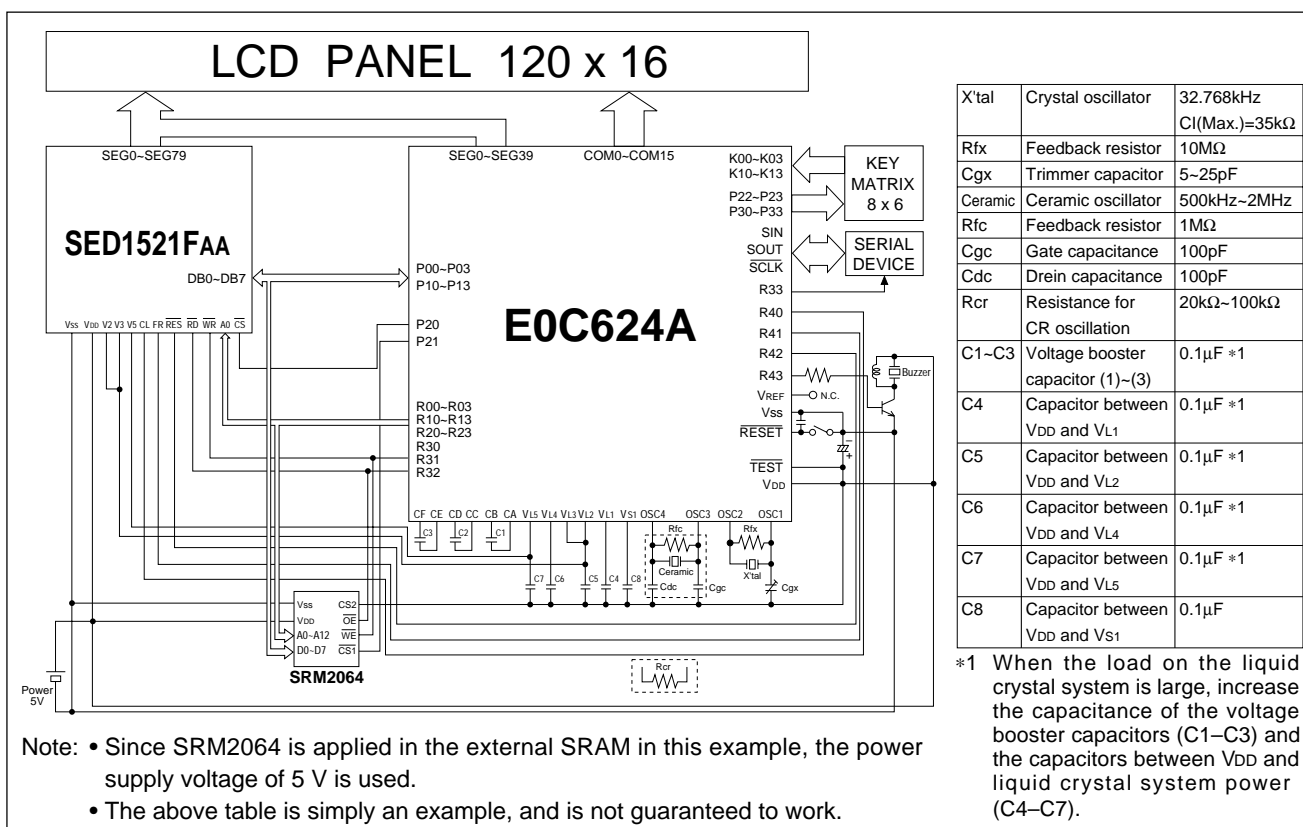 LCD PANEL 120 x 16
SEG0~SEG79
SEG0~SEG39
COM0~COM15
SED1521FAA
DB0~DB7
Vss VDD V2 V3 V5 CL FR RES RD WR A0 CS
E0C624A
P00~P03
P10~P13
P20
P21
R00~R03
R10~R13
R20~R23
R30
R31
R32
K00~K03
K10~K13
P22~P23
P30~P33
SIN
SOUT
SCLK
R33
R40
R41
R42
R43
VREF
Vss
RESET
TEST
VDD
KEY
MATRIX
8 x 6
SERIAL
DEVICE
Buzzer
N.C.
–
+
CF CE CD CC CB CA VL5 VL4 VL3 VL2 VL1 VS1 OSC4 OSC3 OSC2 OSC1
C3
C2
C1
Rfc
Rfx
Ceramic
X'tal
C7
C6
C5
C4
C8
Cdc
Cgc
Cgx
Vss CS2
VDD OE
A0~A12 WE
D0~D7 CS1
SRM2064
Rcr
Power
5V
X'tal Crystal oscillator 32.768kHz
CI(Max.)=35kΩ
Rfx Feedback resistor 10MΩ
Cgx Trimmer capacitor 5~25pF
Ceramic Ceramic oscillator 500kHz~2MHz
Rfc Feedback resistor 1MΩ
Cgc Gate capacitance 100pF
Cdc Drein capacitance 100pF
Rcr Resistance for 20kΩ~100kΩ
CR oscillation
C1~C3 Voltage booster 0.1µF *1
capacitor (1)~(3)
C4 Capacitor between 0.1µF *1
VDD and VL1
C5 Capacitor between 0.1µF *1
VDD and VL2
C6 Capacitor between 0.1µF *1
VDD and VL4
C7 Capacitor between 0.1µF *1
VDD and VL5
C8 Capacitor between 0.1µF
VDD and VS1
*1 When the load on the liquid
crystal system is large, increase
the capacitance of the voltage
booster capacitors (C1–C3) and
the capacitors between VDD and
liquid crystal system power
(C4–C7).
Note: • Since SRM2064 is applied in the external SRAM in this example, the power
supply voltage of 5 V is used.
• The above table is simply an example, and is not guaranteed to work.